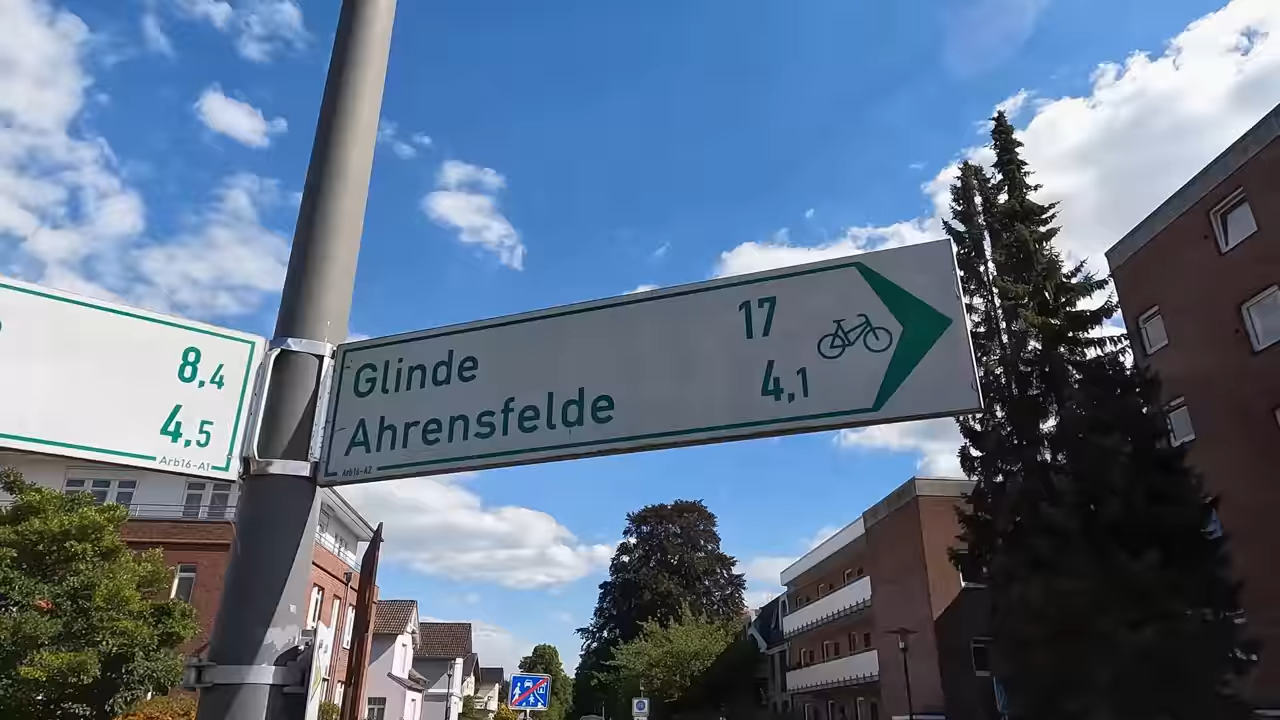 8,4
4,5
Arb16-A1
Glinde 17
Ahrensfelde 4,1
Arb16-A2